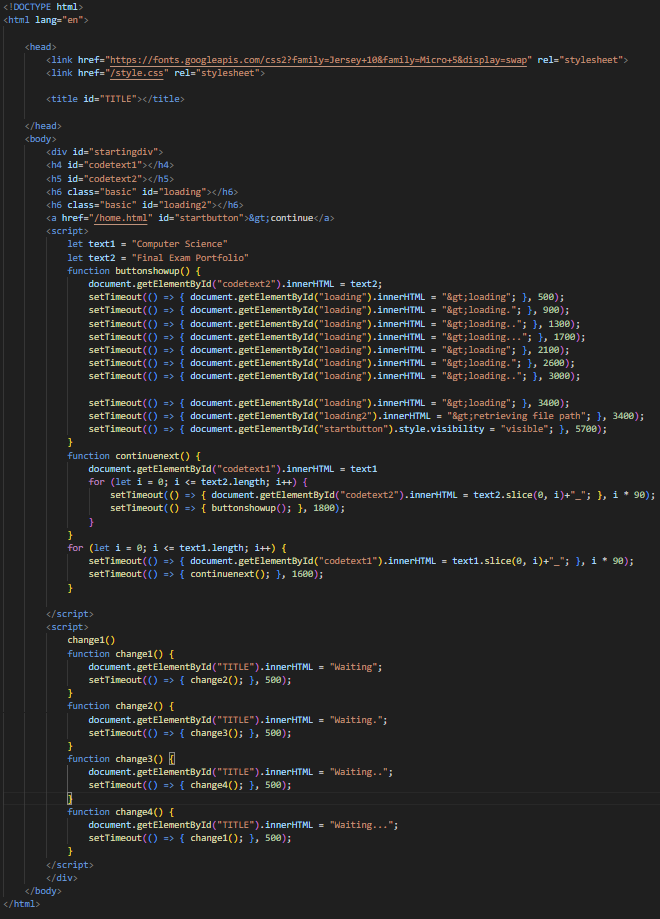 <!DOCTYPE html>
<html lang="en">
<head>
<link href="https://fonts.googleapis.com/css2?family=Jersey+10&family=Micro+5&display=swap" rel="stylesheet">
<link href="/style.css" rel="stylesheet">
<title id="TITLE"></title>
</head>
<body>
<div id="startingdiv">
<h4 id="codetext1"></h4>
<h5 id="codetext2"></h5>
<h6 class="basic" id="loading"></h6>
<h6 class="basic" id="loading2"></h6>
<a href="/home.html" id="startbutton">&gt;continue</a>
<script>
let text1 = "Computer Science"
let text2 = "Final Exam Portfolio"
function buttonshowup() {
document.getElementById("codetext2").innerHTML = text2;
setTimeout(() => { document.getElementById("loading").innerHTML = "&gt;loading"; }, 500);
setTimeout(() => { document.getElementById("loading").innerHTML = "&gt;loading."; }, 900);
setTimeout(() => { document.getElementById("loading").innerHTML = "&gt;loading.."; }, 1300);
setTimeout(() => { document.getElementById("loading").innerHTML = "&gt;loading..."; }, 1700);
setTimeout(() => { document.getElementById("loading").innerHTML = "&gt;loading"; }, 2100);
setTimeout(() => { document.getElementById("loading").innerHTML = "&gt;loading."; }, 2600);
setTimeout(() => { document.getElementById("loading").innerHTML = "&gt;loading.."; }, 3000);
setTimeout(() => { document.getElementById("loading").innerHTML = "&gt;loading"; }, 3400);
setTimeout(() => { document.getElementById("loading2").innerHTML = "&gt;retrieving file path"; }, 3400);
setTimeout(() => { document.getElementById("startbutton").style.visibility = "visible"; }, 5700);
}
function continuenext() {
document.getElementById("codetext1").innerHTML = text1
for (let i = 0; i <= text2.length; i++) {
setTimeout(() => { document.getElementById("codetext2").innerHTML = text2.slice(0, i)+"_"; }, i * 90);
setTimeout(() => { buttonshowup(); }, 1800);
}
}
for (let i = 0; i <= text1.length; i++) {
setTimeout(() => { document.getElementById("codetext1").innerHTML = text1.slice(0, i)+"_"; }, i * 90);
setTimeout(() => { continuenext(); }, 1600);
}
</script>
<script>
change1()
function change1() {
document.getElementById("TITLE").innerHTML = "Waiting";
setTimeout(() => { change2(); }, 500);
}
function change2() {
document.getElementById("TITLE").innerHTML = "Waiting.";
setTimeout(() => { change3(); }, 500);
}
function change3() {
document.getElementById("TITLE").innerHTML = "Waiting..";
setTimeout(() => { change4(); }, 500);
}
function change4() {
document.getElementById("TITLE").innerHTML = "Waiting...";
setTimeout(() => { change1(); }, 500);
}
</script>
</div>
</body>
</html>